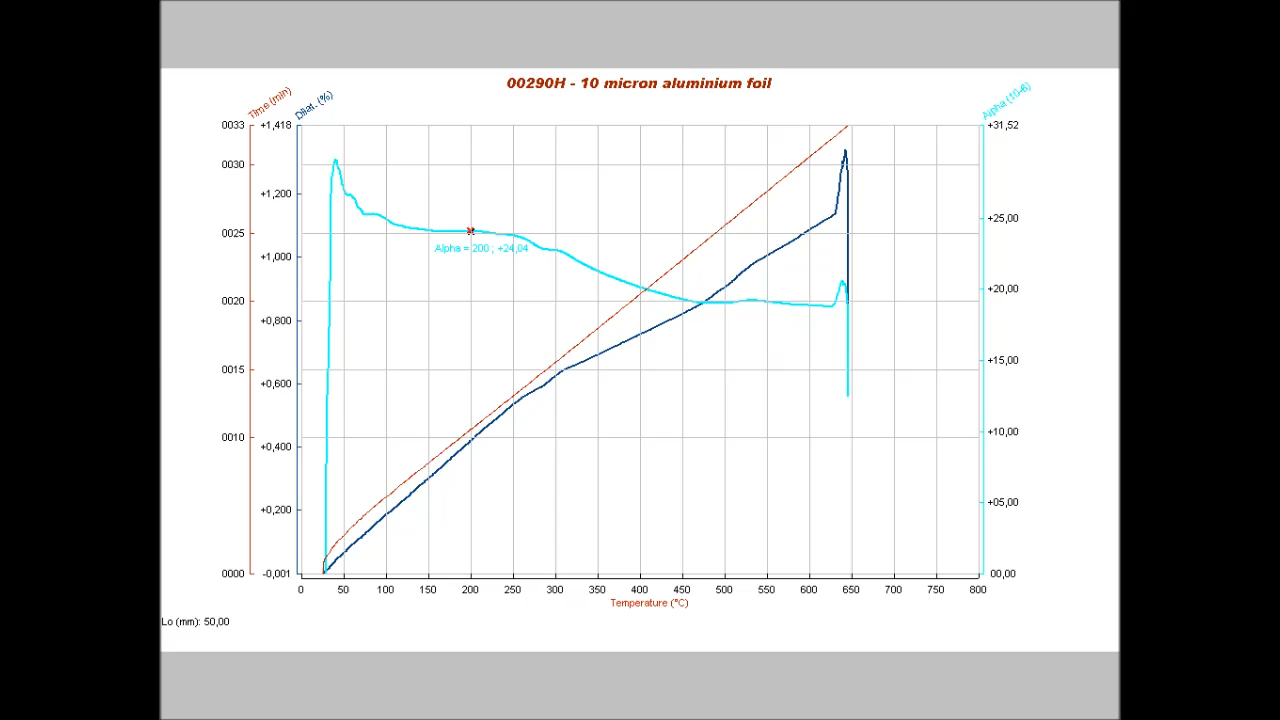 00290H - 10 micron aluminium foil
Time (min)
Dilat. (%)
Alpha (10-6)
0033
+1,418
+31,52
0030
+1,200
0025
+25,00
+1,000
Alpha = 200 ; +24,04
0020
+20,00
+0,800
0015
+15,00
+0,600
0010
+10,00
+0,400
+0,200
+05,00
0000
-0,001
00,00
0 50 100 150 200 250 300 350 400 450 500 550 600 650 700 750 800
Temperature (°C)
Lo (mm): 50,00